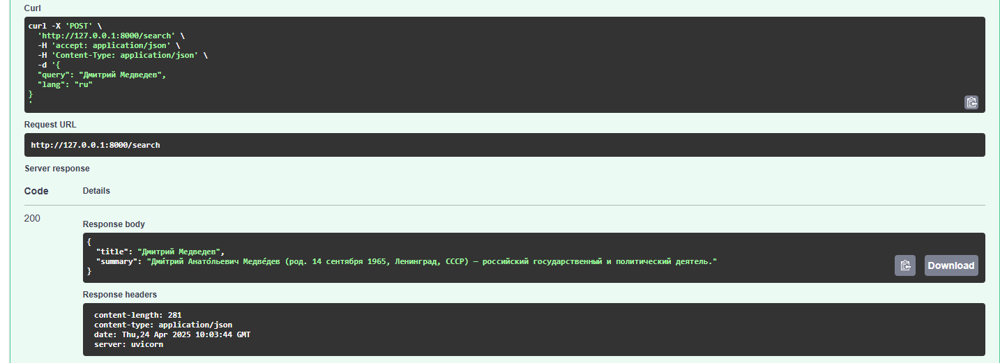 Curl
curl -X 'POST' \
  'http://127.0.0.1:8000/search' \
  -H 'accept: application/json' \
  -H 'Content-Type: application/json' \
  -d '{
  "query": "Дмитрий Медведев",
  "lang": "ru"
}
'
Request URL
http://127.0.0.1:8000/search
Server response
Code Details
200
Response body
{
  "title": "Дмитрий Медведев",
  "summary": "Дми́трий Анато́льевич Медве́дев (род. 14 сентября 1965, Ленинград, СССР) — российский государственный и политический деятель."
}
Download
Response headers
content-length: 281
content-type: application/json
date: Thu,24 Apr 2025 10:03:44 GMT
server: uvicorn